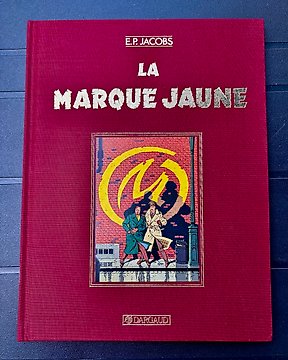 E.P. JACOBS
LA
MARQUE JAUNE
DARGAUD